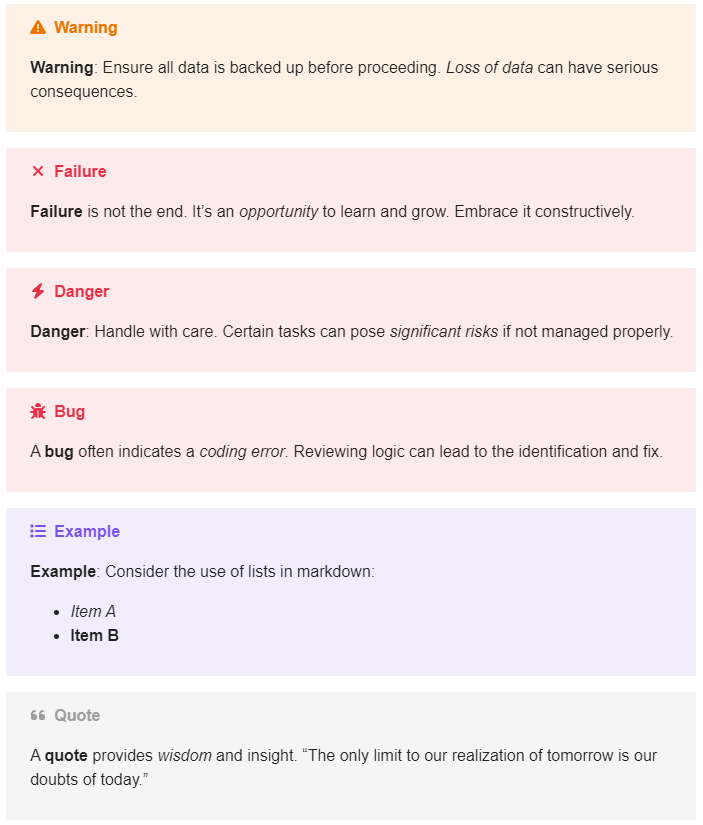 Warning
Warning: Ensure all data is backed up before proceeding. Loss of data can have serious
consequences.
Failure
Failure is not the end. It’s an opportunity to learn and grow. Embrace it constructively.
Danger
Danger: Handle with care. Certain tasks can pose significant risks if not managed properly.
Bug
A bug often indicates a coding error. Reviewing logic can lead to the identification and fix.
Example
Example: Consider the use of lists in markdown:
• Item A
• Item B
Quote
A quote provides wisdom and insight. “The only limit to our realization of tomorrow is our
doubts of today.”